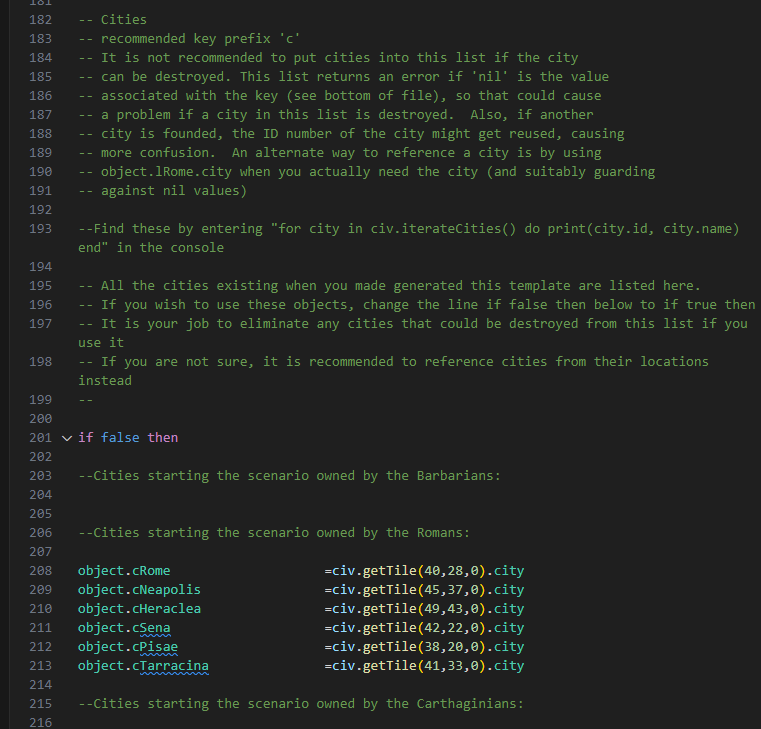 181
182 -- Cities
183 -- recommended key prefix 'c'
184 -- It is not recommended to put cities into this list if the city
185 -- can be destroyed. This list returns an error if 'nil' is the value
186 -- associated with the key (see bottom of file), so that could cause
187 -- a problem if a city in this list is destroyed.  Also, if another
188 -- city is founded, the ID number of the city might get reused, causing
189 -- more confusion.  An alternate way to reference a city is by using
190 -- object.lRome.city when you actually need the city (and suitably guarding
191 -- against nil values)
192
193 --Find these by entering "for city in civ.iterateCities() do print(city.id, city.name)
end" in the console
194
195 -- All the cities existing when you made generated this template are listed here.
196 -- If you wish to use these objects, change the line if false then below to if true then
197 -- It is your job to eliminate any cities that could be destroyed from this list if you
use it
198 -- If you are not sure, it is recommended to reference cities from their locations
instead
199 --
200
201 if false then
202
203 --Cities starting the scenario owned by the Barbarians:
204
205
206 --Cities starting the scenario owned by the Romans:
207
208 object.cRome =civ.getTile(40,28,0).city
209 object.cNeapolis =civ.getTile(45,37,0).city
210 object.cHeraclea =civ.getTile(49,43,0).city
211 object.cSena =civ.getTile(42,22,0).city
212 object.cPisae =civ.getTile(38,20,0).city
213 object.cTarracina =civ.getTile(41,33,0).city
214
215 --Cities starting the scenario owned by the Carthaginians:
216